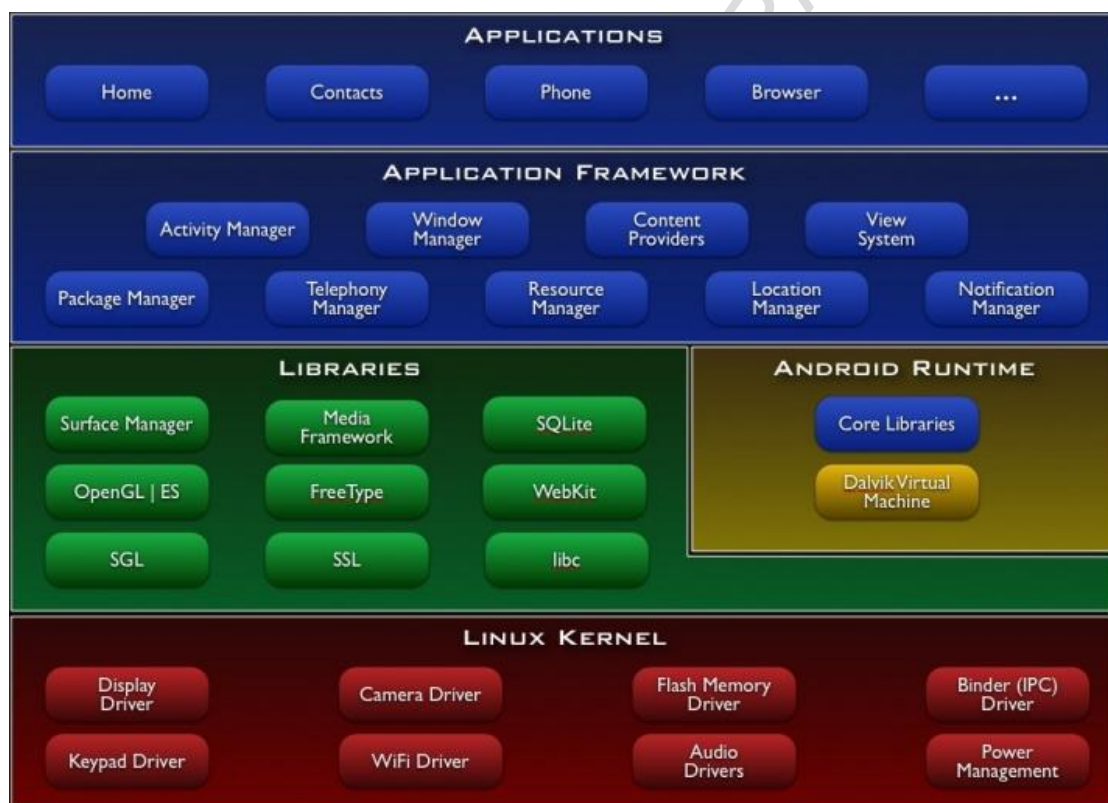 APPLICATIONS
Home Contacts Phone Browser ...
APPLICATION FRAMEWORK
Activity Manager
Window
Manager
Content
Providers
View
System
Package Manager
Telephony
Manager
Resource
Manager
Location
Manager
Notification
Manager
LIBRARIES
Surface Manager
Media
Framework
SQLite
OpenGL | ES
FreeType
WebKit
SGL
SSL
libc
ANDROID RUNTIME
Core Libraries
Dalvik Virtual
Machine
LINUX KERNEL
Display
Driver
Camera Driver
Flash Memory
Driver
Binder (IPC)
Driver
Keypad Driver
WiFi Driver
Audio
Drivers
Power
Management